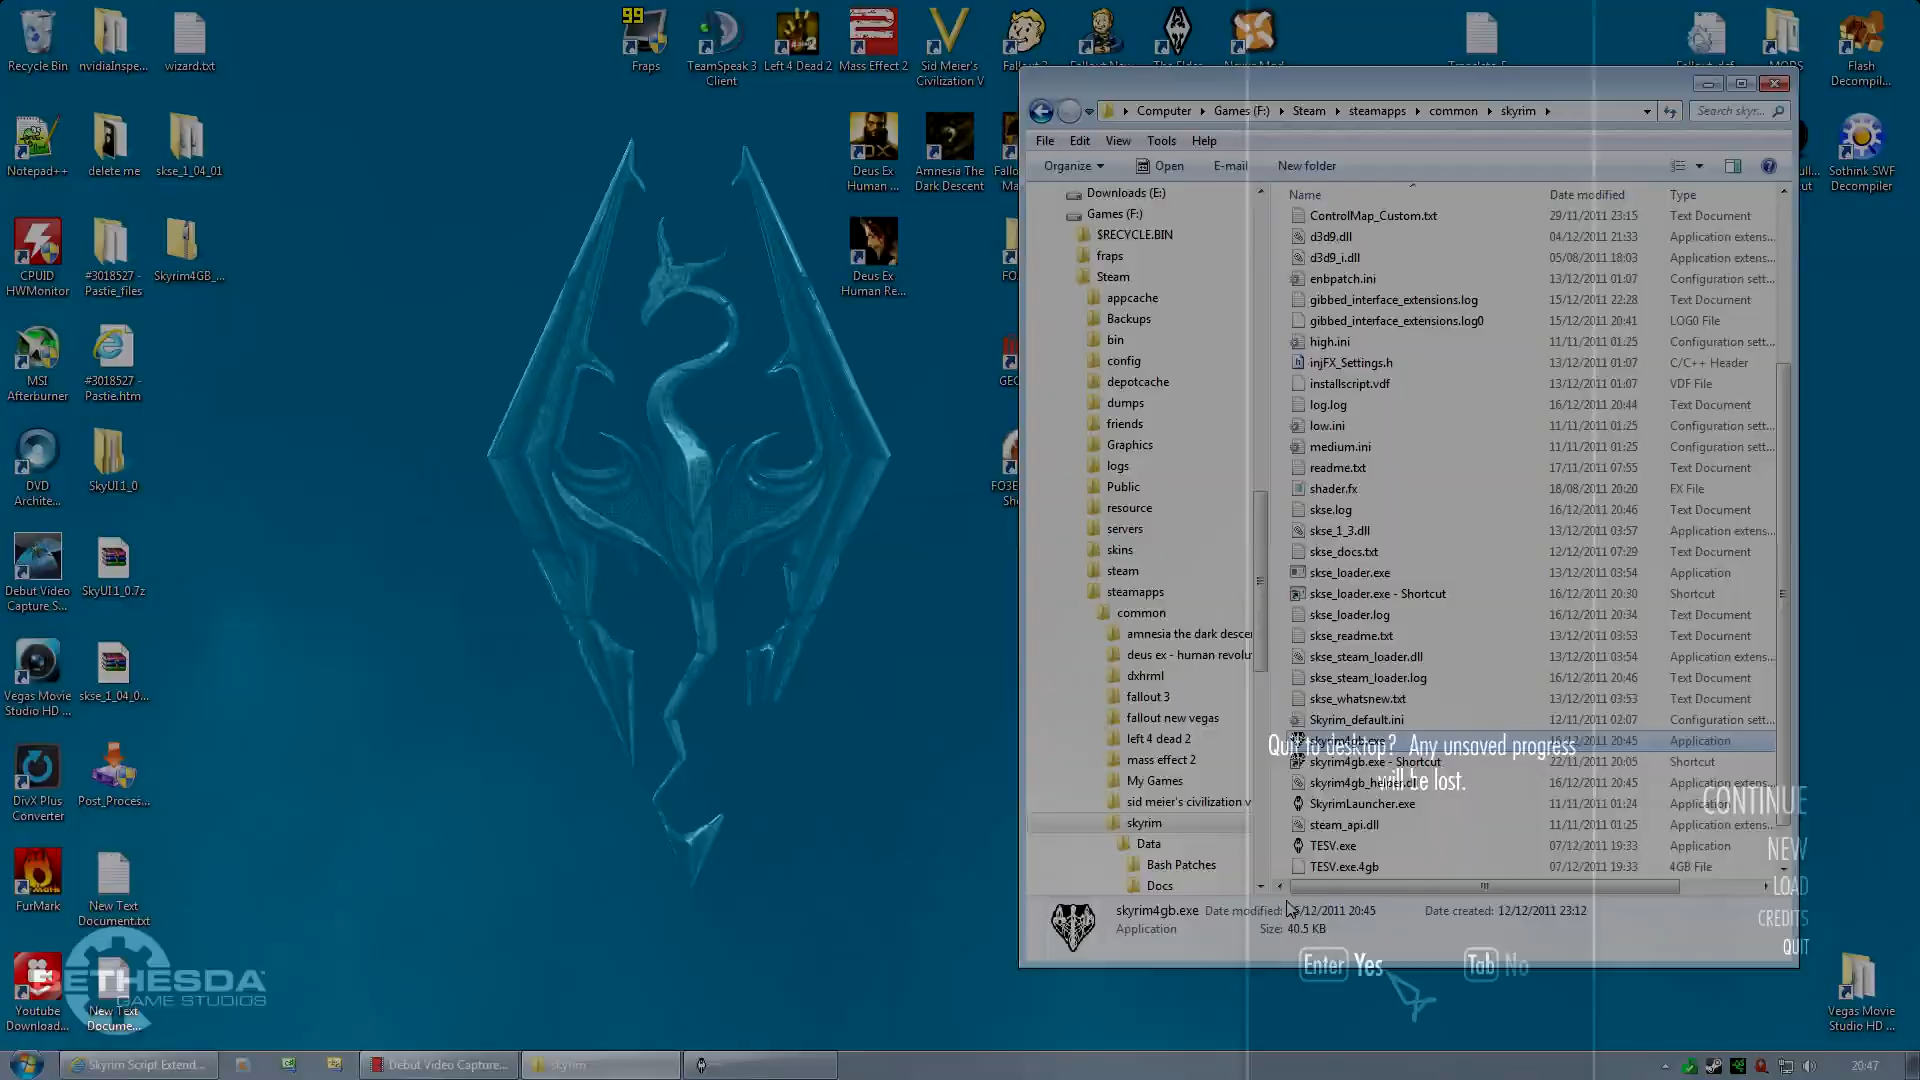 Recycle Bin
nvidiaInspe...
wizard.txt
99
Fraps
TeamSpeak 3
Client
Left 4 Dead 2
Mass Effect 2
Sid Meier's
Civilization V
Flash
Decompil...
Notepad++
delete me
skse_1_04_01
Deus Ex
Human ...
Amnesia The
Dark Descent
Sothink SWF
Decompiler
CPUID
HWMonitor
#3018527 -
Pastie_files
Skyrim4GB_...
Deus Ex
Human Re...
MSI
Afterburner
#3018527 -
Pastie.htm
DVD
Archite...
SkyUI1_0
Debut Video
Capture S...
SkyUI1_0.7z
Vegas Movie
Studio HD ...
skse_1_04_0...
DivX Plus
Converter
Post_Proces...
FurMark
New Text
Document.txt
Youtube
Download...
New Text
Docume...
BETHESDA
GAME STUDIOS
Computer
Games (F:)
Steam
steamapps
common
skyrim
Search skyr...
File Edit View Tools Help
Organize Open E-mail New folder
Downloads (E:)
Games (F:)
$RECYCLE.BIN
fraps
Steam
appcache
Backups
bin
config
depotcache
dumps
friends
Graphics
logs
Public
resource
servers
skins
steam
steamapps
common
amnesia the dark descen
deus ex - human revolu
dxhrml
fallout 3
fallout new vegas
left 4 dead 2
mass effect 2
My Games
sid meier's civilization v
skyrim
Data
Bash Patches
Docs
Name Date modified Type
ControlMap_Custom.txt 29/11/2011 23:15 Text Document
d3d9.dll 04/12/2011 21:33 Application extens...
d3d9_i.dll 05/08/2011 18:03 Application extens...
enbpatch.ini 13/12/2011 01:07 Configuration sett...
gibbed_interface_extensions.log 15/12/2011 22:28 Text Document
gibbed_interface_extensions.log0 15/12/2011 20:41 LOG0 File
high.ini 11/11/2011 01:25 Configuration sett...
injFX_Settings.h 13/12/2011 01:07 C/C++ Header
installscript.vdf 13/12/2011 01:07 VDF File
log.log 16/12/2011 20:44 Text Document
low.ini 11/11/2011 01:25 Configuration sett...
medium.ini 11/11/2011 01:25 Configuration sett...
readme.txt 17/11/2011 07:55 Text Document
shader.fx 18/08/2011 20:20 FX File
skse.log 16/12/2011 20:46 Text Document
skse_1_3.dll 13/12/2011 03:57 Application extens...
skse_docs.txt 12/12/2011 07:29 Text Document
skse_loader.exe 13/12/2011 03:54 Application
skse_loader.exe - Shortcut 16/12/2011 20:30 Shortcut
skse_loader.log 16/12/2011 20:34 Text Document
skse_readme.txt 13/12/2011 03:53 Text Document
skse_steam_loader.dll 13/12/2011 03:54 Application extens...
skse_steam_loader.log 16/12/2011 20:46 Text Document
skse_whatsnew.txt 13/12/2011 03:53 Text Document
Skyrim_default.ini 12/11/2011 02:07 Configuration sett...
skyrim4gb.exe 20:45 Application
skyrim4gb.exe - Shortcut 22/11/2011 20:05 Shortcut
skyrim4gb_helper.dll 16/12/2011 20:45 Application extens...
SkyrimLauncher.exe 11/11/2011 01:24 Application
steam_api.dll 11/11/2011 01:25 Application extens...
TESV.exe 07/12/2011 19:33 Application
TESV.exe.4gb 07/12/2011 19:33 4GB File
skyrim4gb.exe Date modified: /12/2011 20:45 Date created: 12/12/2011 23:12
Application Size: 40.5 KB
Quit to desktop? Any unsaved progress
will be lost.
Enter Yes Tab No
CONTINUE
NEW
LOAD
CREDITS
QUIT
Vegas Movie
Studio HD ...
Skyrim Script Extend...
Debut Video Capture...
skyrim
20:47